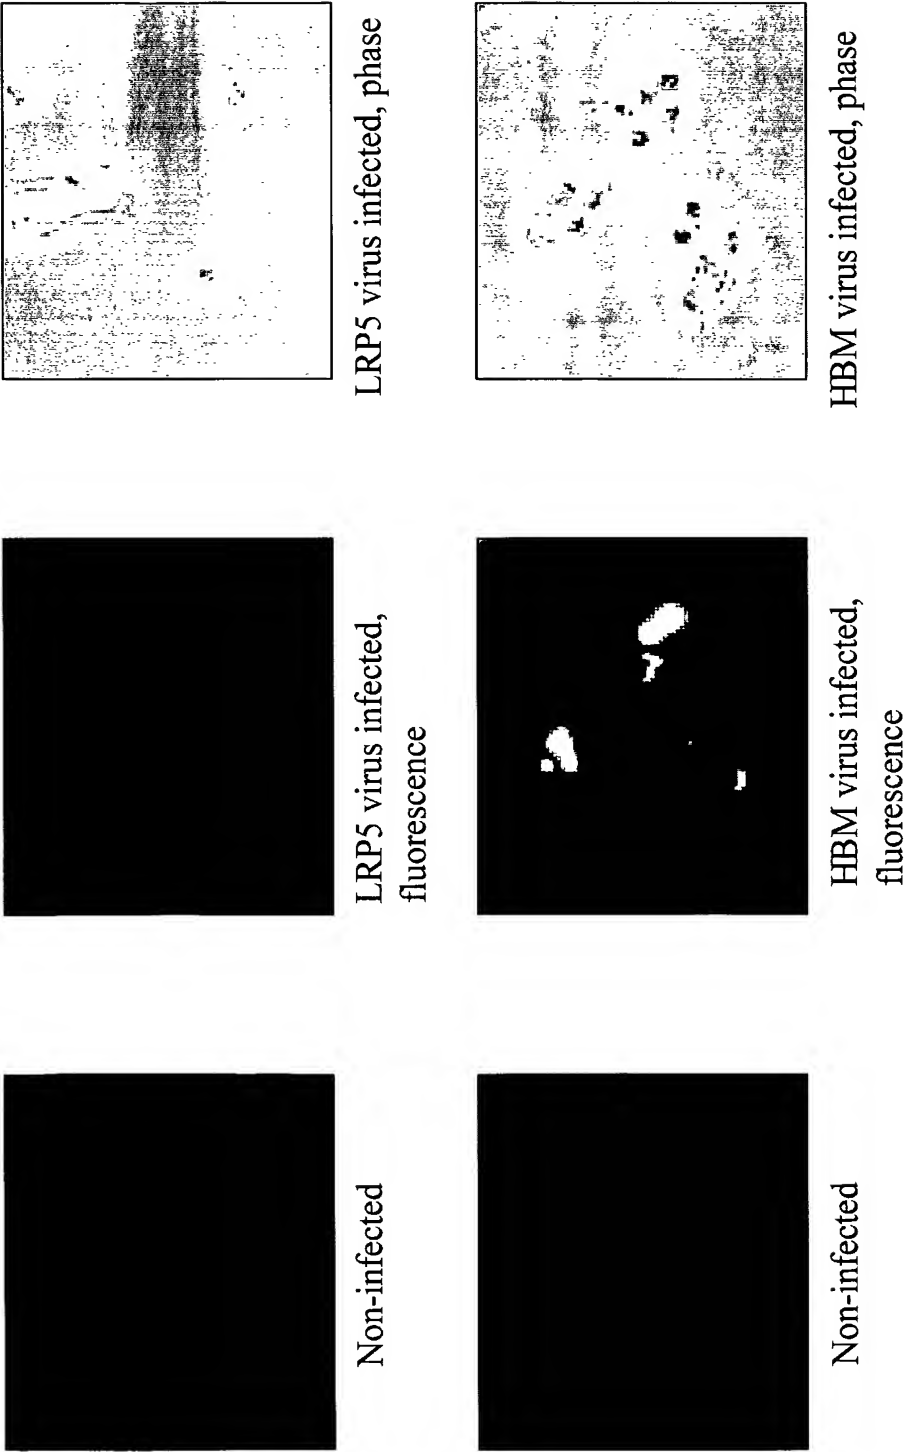 Non-infected
LRP5 virus infected,
fluorescence
LRP5 virus infected, phase
Non-infected
HBM virus infected,
fluorescence
HBM virus infected, phase